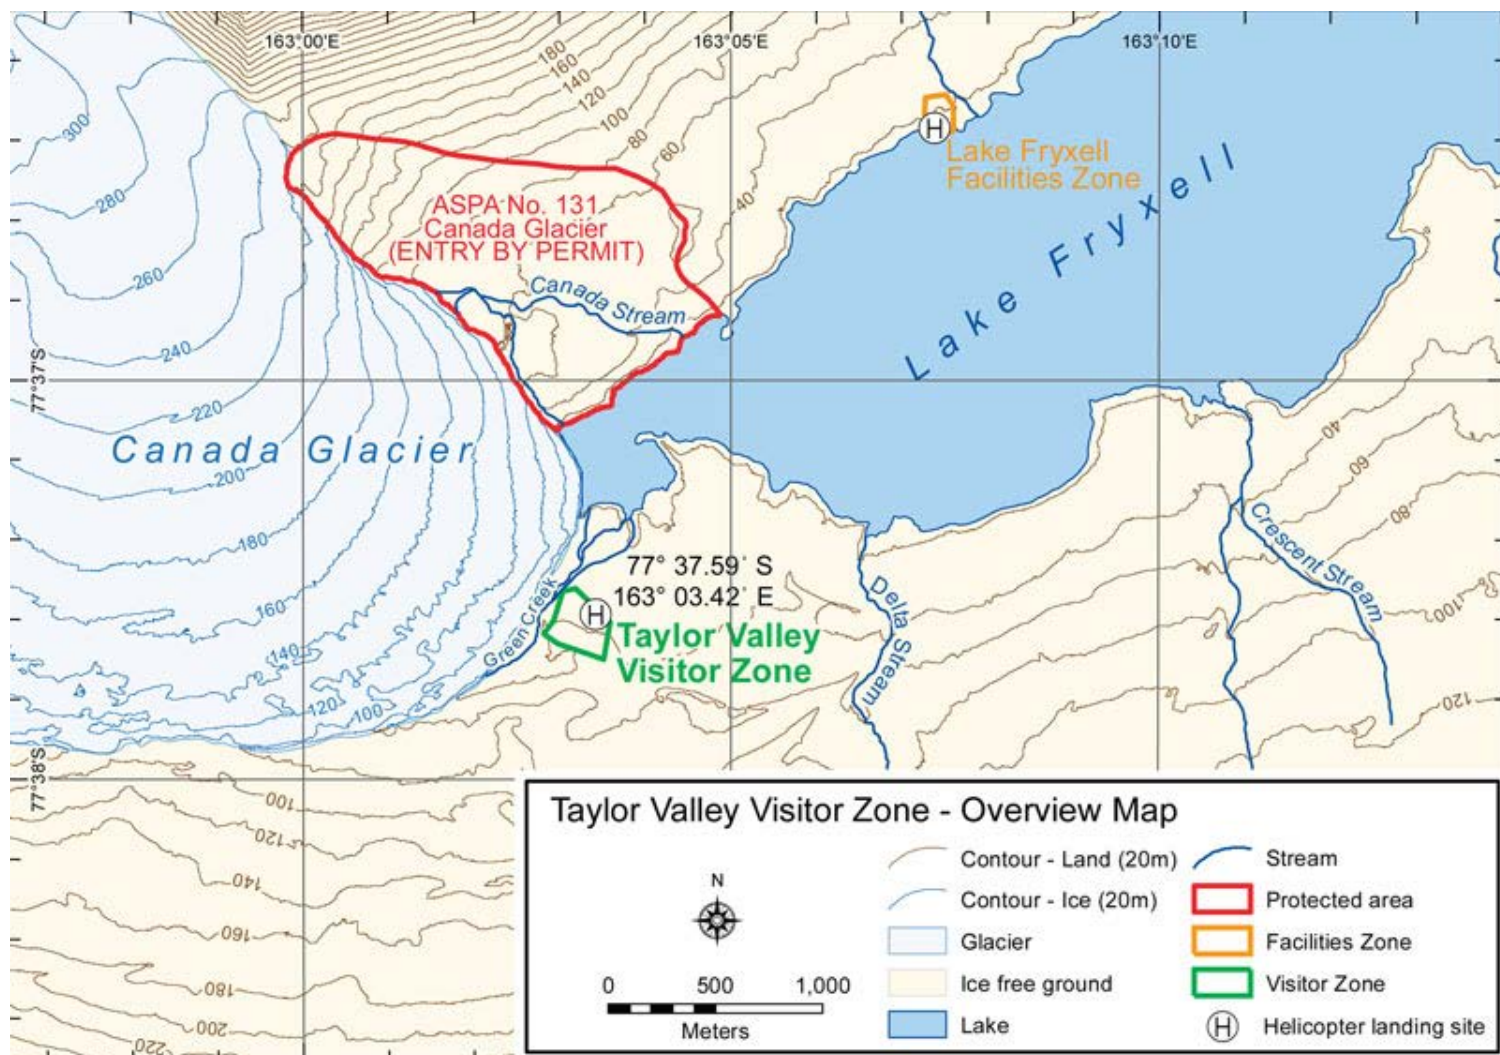 163°00'E
163°05'E
163°10'E
180
160
140
120
100
80
60
40
300
280
260
240
220
200
180
160
140
120
100
ASPA No. 131
Canada Glacier
(ENTRY BY PERMIT)
Canada Stream
Lake Fryxell
Facilities Zone
H
Lake Fryxell
77°37'S
Canada Glacier
40
60
80
100
120
Crescent Stream
Delta Stream
Green Creek
77° 37.59' S
163° 03.42' E
H
Taylor Valley
Visitor Zone
77°38'S
100
120
140
160
180
200
220
Taylor Valley Visitor Zone - Overview Map
N
0 500 1,000
Meters
Contour - Land (20m)
Contour - Ice (20m)
Glacier
Ice free ground
Lake
Stream
Protected area
Facilities Zone
Visitor Zone
H Helicopter landing site